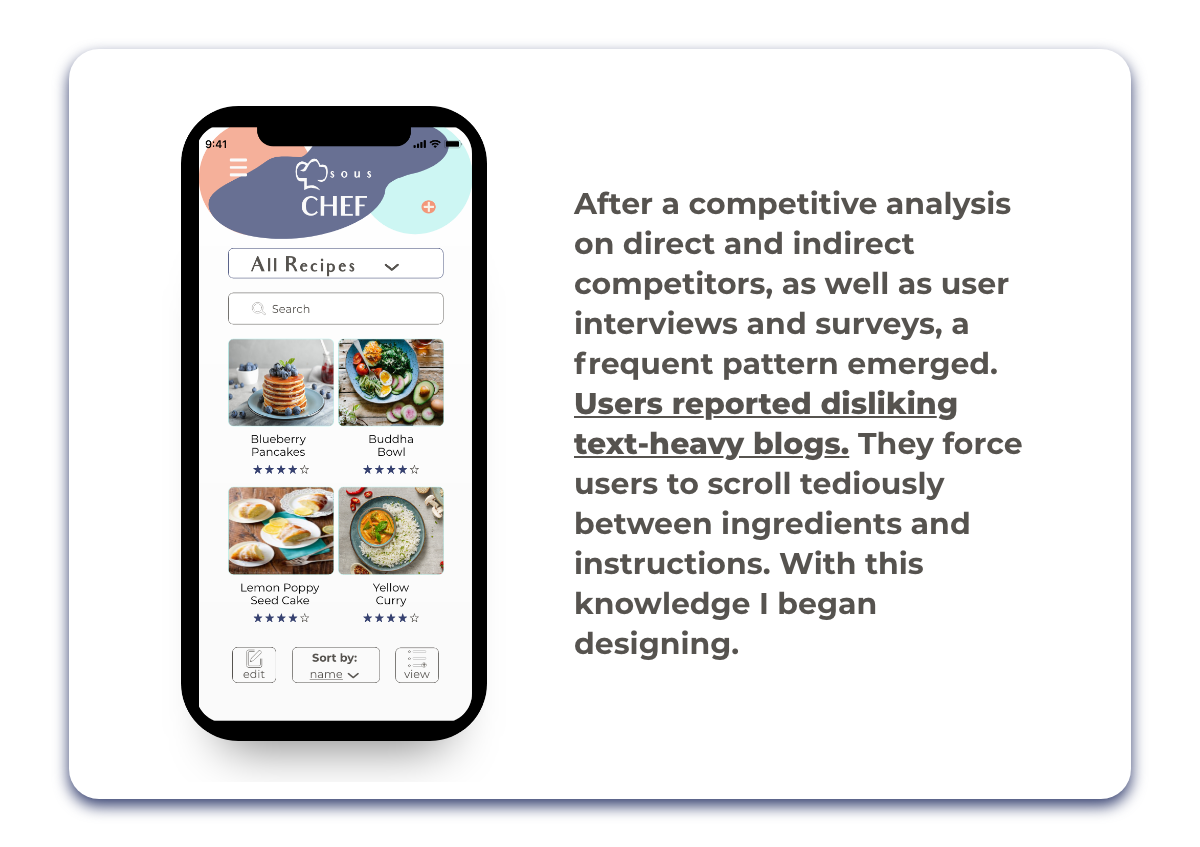 9:41
sous
CHEF
All Recipes
Search
Blueberry
Pancakes
Buddha
Bowl
★★★★☆
★★★★☆
Lemon Poppy
Seed Cake
Yellow
Curry
★★★★☆
★★★★☆
edit
Sort by:
name
view
After a competitive analysis
on direct and indirect
competitors, as well as user
interviews and surveys, a
frequent pattern emerged.
Users reported disliking
text-heavy blogs. They force
users to scroll tediously
between ingredients and
instructions. With this
knowledge I began
designing.